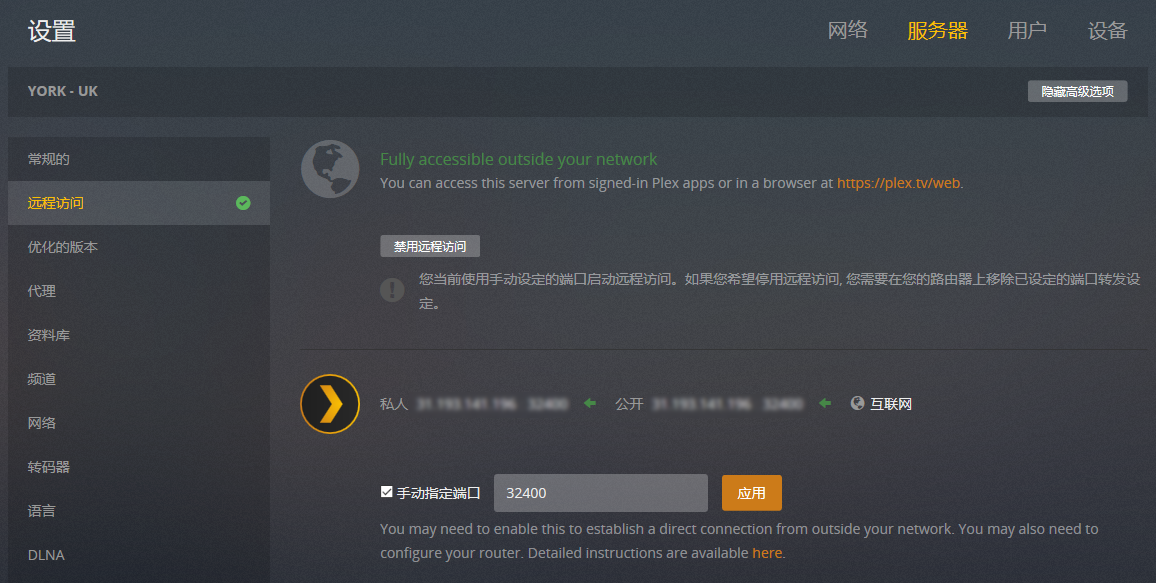 设置
网络 服务器 用户 设备
YORK - UK
隐藏高级选项
常规的
远程访问
优化的版本
代理
资料库
频道
网络
转码器
语言
DLNA
Fully accessible outside your network
You can access this server from signed-in Plex apps or in a browser at https://plex.tv/web.
禁用远程访问
您当前使用手动设定的端口启动远程访问。如果您希望停用远程访问, 您需要在您的路由器上移除已设定的端口转发设
定。
私人 公开 互联网
手动指定端口 32400 应用
You may need to enable this to establish a direct connection from outside your network. You may also need to
configure your router. Detailed instructions are available here.